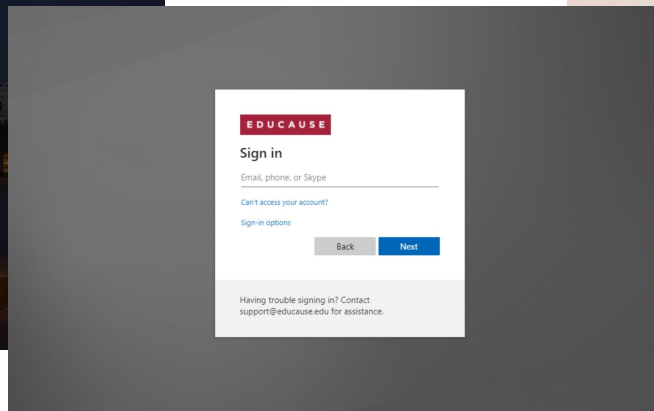 EDUCAUSE
Sign in
Email, phone, or Skype
Can't access your account?
Sign-in options
Back Next
Having trouble signing in? Contact
support@educause.edu for assistance.